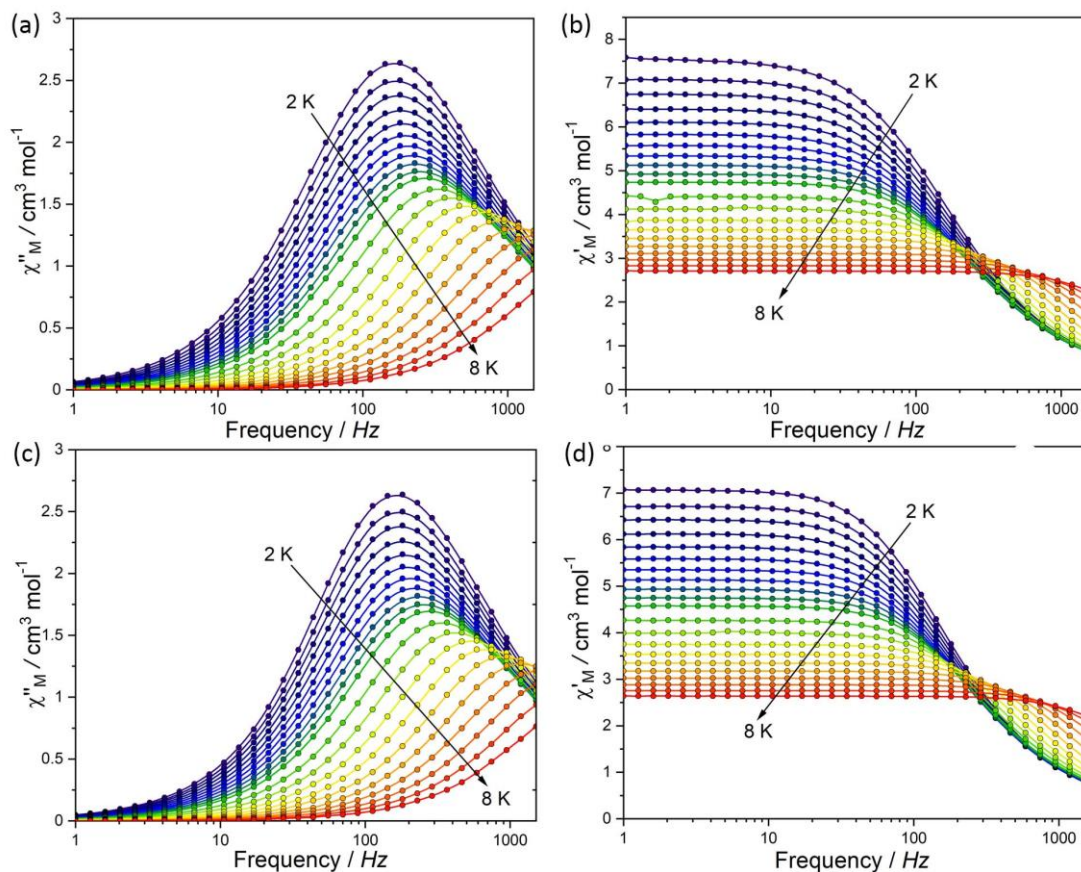 (a)
3
2.5
2
1.5
1
0.5
0
χ''M / cm³ mol⁻¹
2 K
8 K
1 10 100 1000
Frequency / Hz
(b)
8
7
6
5
4
3
2
1
0
χ'M / cm³ mol⁻¹
2 K
8 K
1 10 100 1000
Frequency / Hz
(c)
3
2.5
2
1.5
1
0.5
0
χ''M / cm³ mol⁻¹
2 K
8 K
1 10 100 1000
Frequency / Hz
(d)
8
7
6
5
4
3
2
1
0
χ'M / cm³ mol⁻¹
2 K
8 K
1 10 100 1000
Frequency / Hz